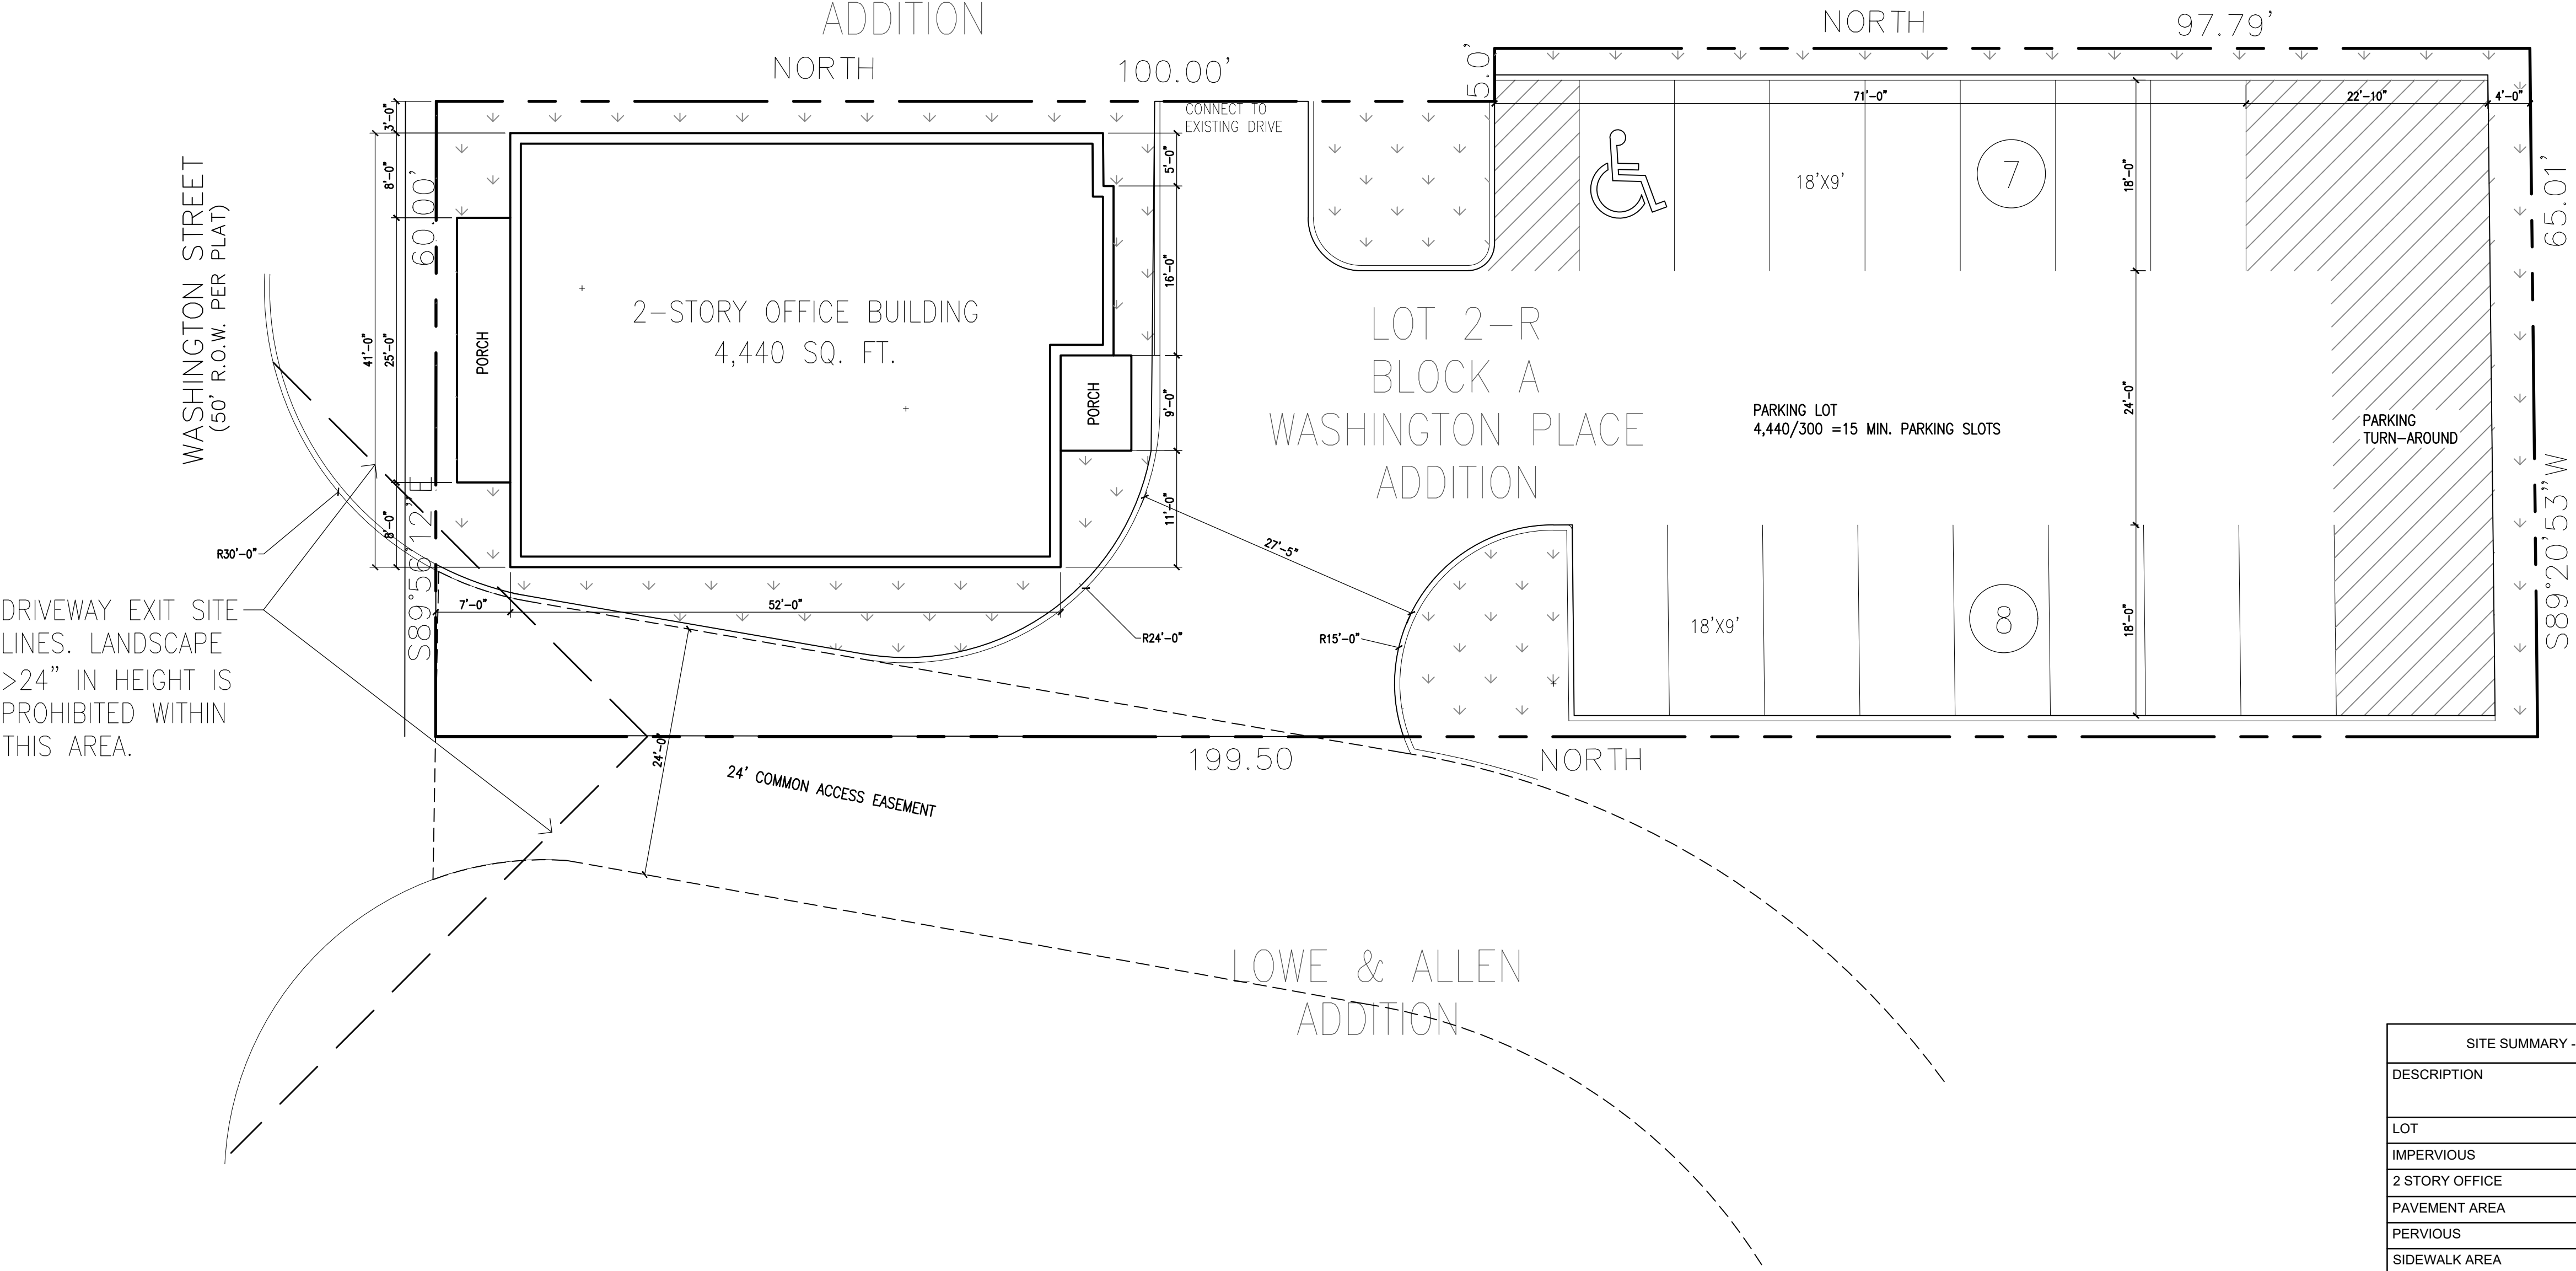 ADDITION
NORTH
100.00'
CONNECT TO
EXISTING DRIVE
5.0'
NORTH
97.79'
71'-0"
22'-10"
4'-0"
3'-0"
8'-0"
60.00'
41'-0"
25'-0"
8'-0"
WASHINGTON STREET
(50' R.O.W. PER PLAT)
PORCH
2-STORY OFFICE BUILDING
4,440 SQ. FT.
PORCH
5'-0"
16'-0"
9'-0"
11'-0"
18'X9'
7
18'-0"
65.01'
LOT 2-R
BLOCK A
WASHINGTON PLACE
ADDITION
24'-0"
PARKING LOT
4,440/300 =15 MIN. PARKING SLOTS
PARKING
TURN-AROUND
S89°56'12"E
S89°20'53"W
R30'-0"
27'-5"
7'-0"
52'-0"
R24'-0"
R15'-0"
18'X9'
8
18'-0"
DRIVEWAY EXIT SITE
LINES. LANDSCAPE
>24" IN HEIGHT IS
PROHIBITED WITHIN
THIS AREA.
24'-0"
24' COMMON ACCESS EASEMENT
199.50
NORTH
LOWE & ALLEN
ADDITION
SITE SUMMARY -
DESCRIPTION
LOT
IMPERVIOUS
2 STORY OFFICE
PAVEMENT AREA
PERVIOUS
SIDEWALK AREA